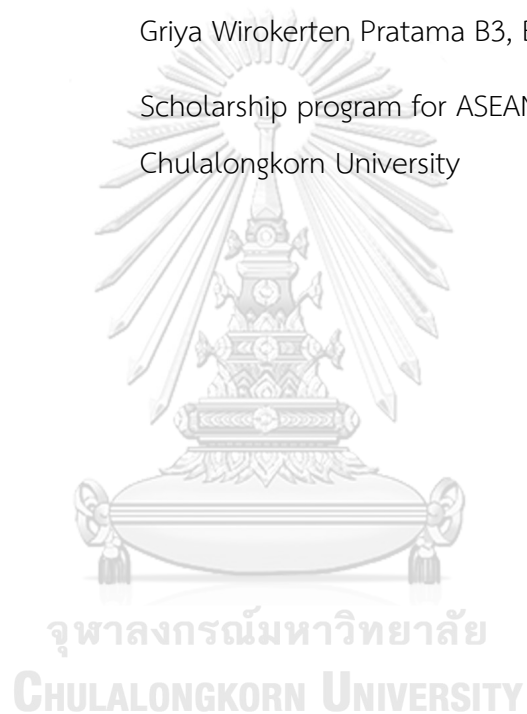 Griya Wirokerten Pratama B3, 
Scholarship program for ASEAN
Chulalongkorn University
จุฬาลงกรณ์มหาวิทยาลัย
CHULALONGKORN UNIVERSITY